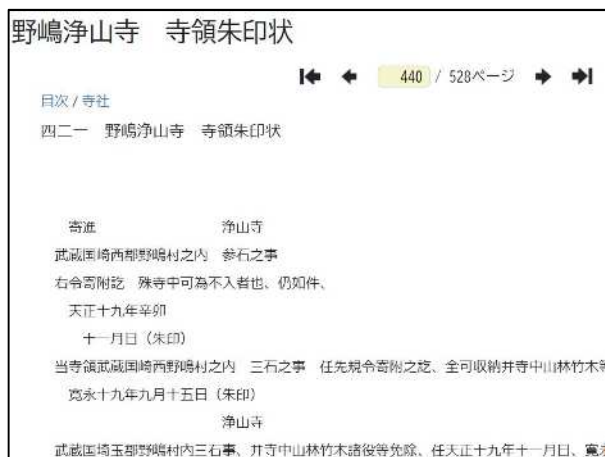 野嶋浄山寺　寺領朱印状
440 / 528ページ
目次 / 寺社
四二一　野嶋浄山寺　寺領朱印状
寄進　浄山寺
武蔵国崎西郡野嶋村之内　参石之事
右令寄附訖　殊寺中可為不入者也、仍如件、
天正十九年辛卯
十一月日（朱印）
当寺領武蔵国崎西野嶋村之内　三石之事　任先規令寄附之訖、全可収納并寺中山林竹木等
寛永十九年九月十五日（朱印）
浄山寺
武蔵国埼玉郡野嶋村内三石事、并寺中山林竹木諸役等免除、任天正十九年十一月日、寛永